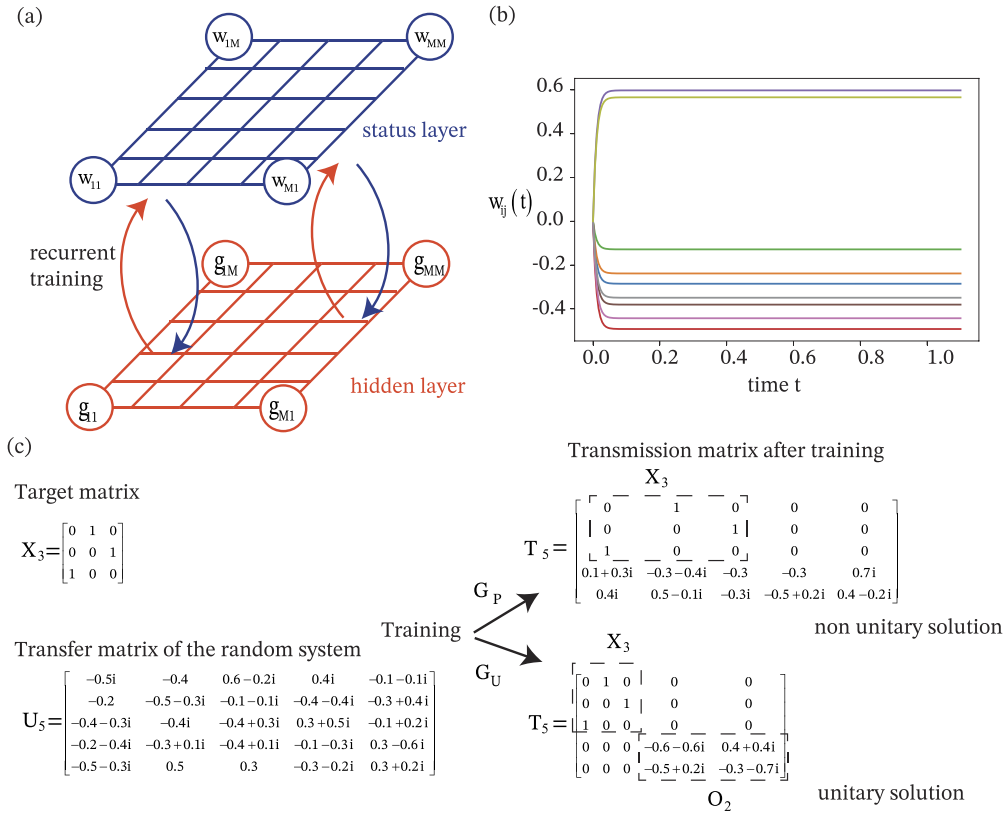 (a)
w1M
wMM
status layer
w11
wM1
recurrent
training
g1M
gMM
hidden layer
g11
gM1
(b)
0.6
0.4
0.2
0.0
-0.2
-0.4
wij(t)
0.0 0.2 0.4 0.6 0.8 1.0
time t
(c)
Target matrix
X3=
0 1 0
0 0 1
1 0 0
Transfer matrix of the random system
U5=
−0.5i −0.4 0.6−0.2i 0.4i −0.1−0.1i
−0.2 −0.5−0.3i −0.1−0.1i −0.4−0.4i −0.3+0.4i
−0.4−0.3i −0.4i −0.4+0.3i 0.3+0.5i −0.1+0.2i
−0.2−0.4i −0.3+0.1i −0.4+0.1i −0.1−0.3i 0.3−0.6i
−0.5−0.3i 0.5 0.3 −0.3−0.2i 0.3+0.2i
Training
GP
GU
Transmission matrix after training
X3
T5=
0 1 0 0 0
0 0 1 0 0
1 0 0 0 0
0.1+0.3i −0.3−0.4i −0.3 −0.3 0.7i
0.4i 0.5−0.1i −0.3i −0.5+0.2i 0.4−0.2i
non unitary solution
X3
T5=
0 1 0 0 0
0 0 1 0 0
1 0 0 0 0
0 0 0 −0.6−0.6i 0.4+0.4i
0 0 0 −0.5+0.2i −0.3−0.7i
O2
unitary solution